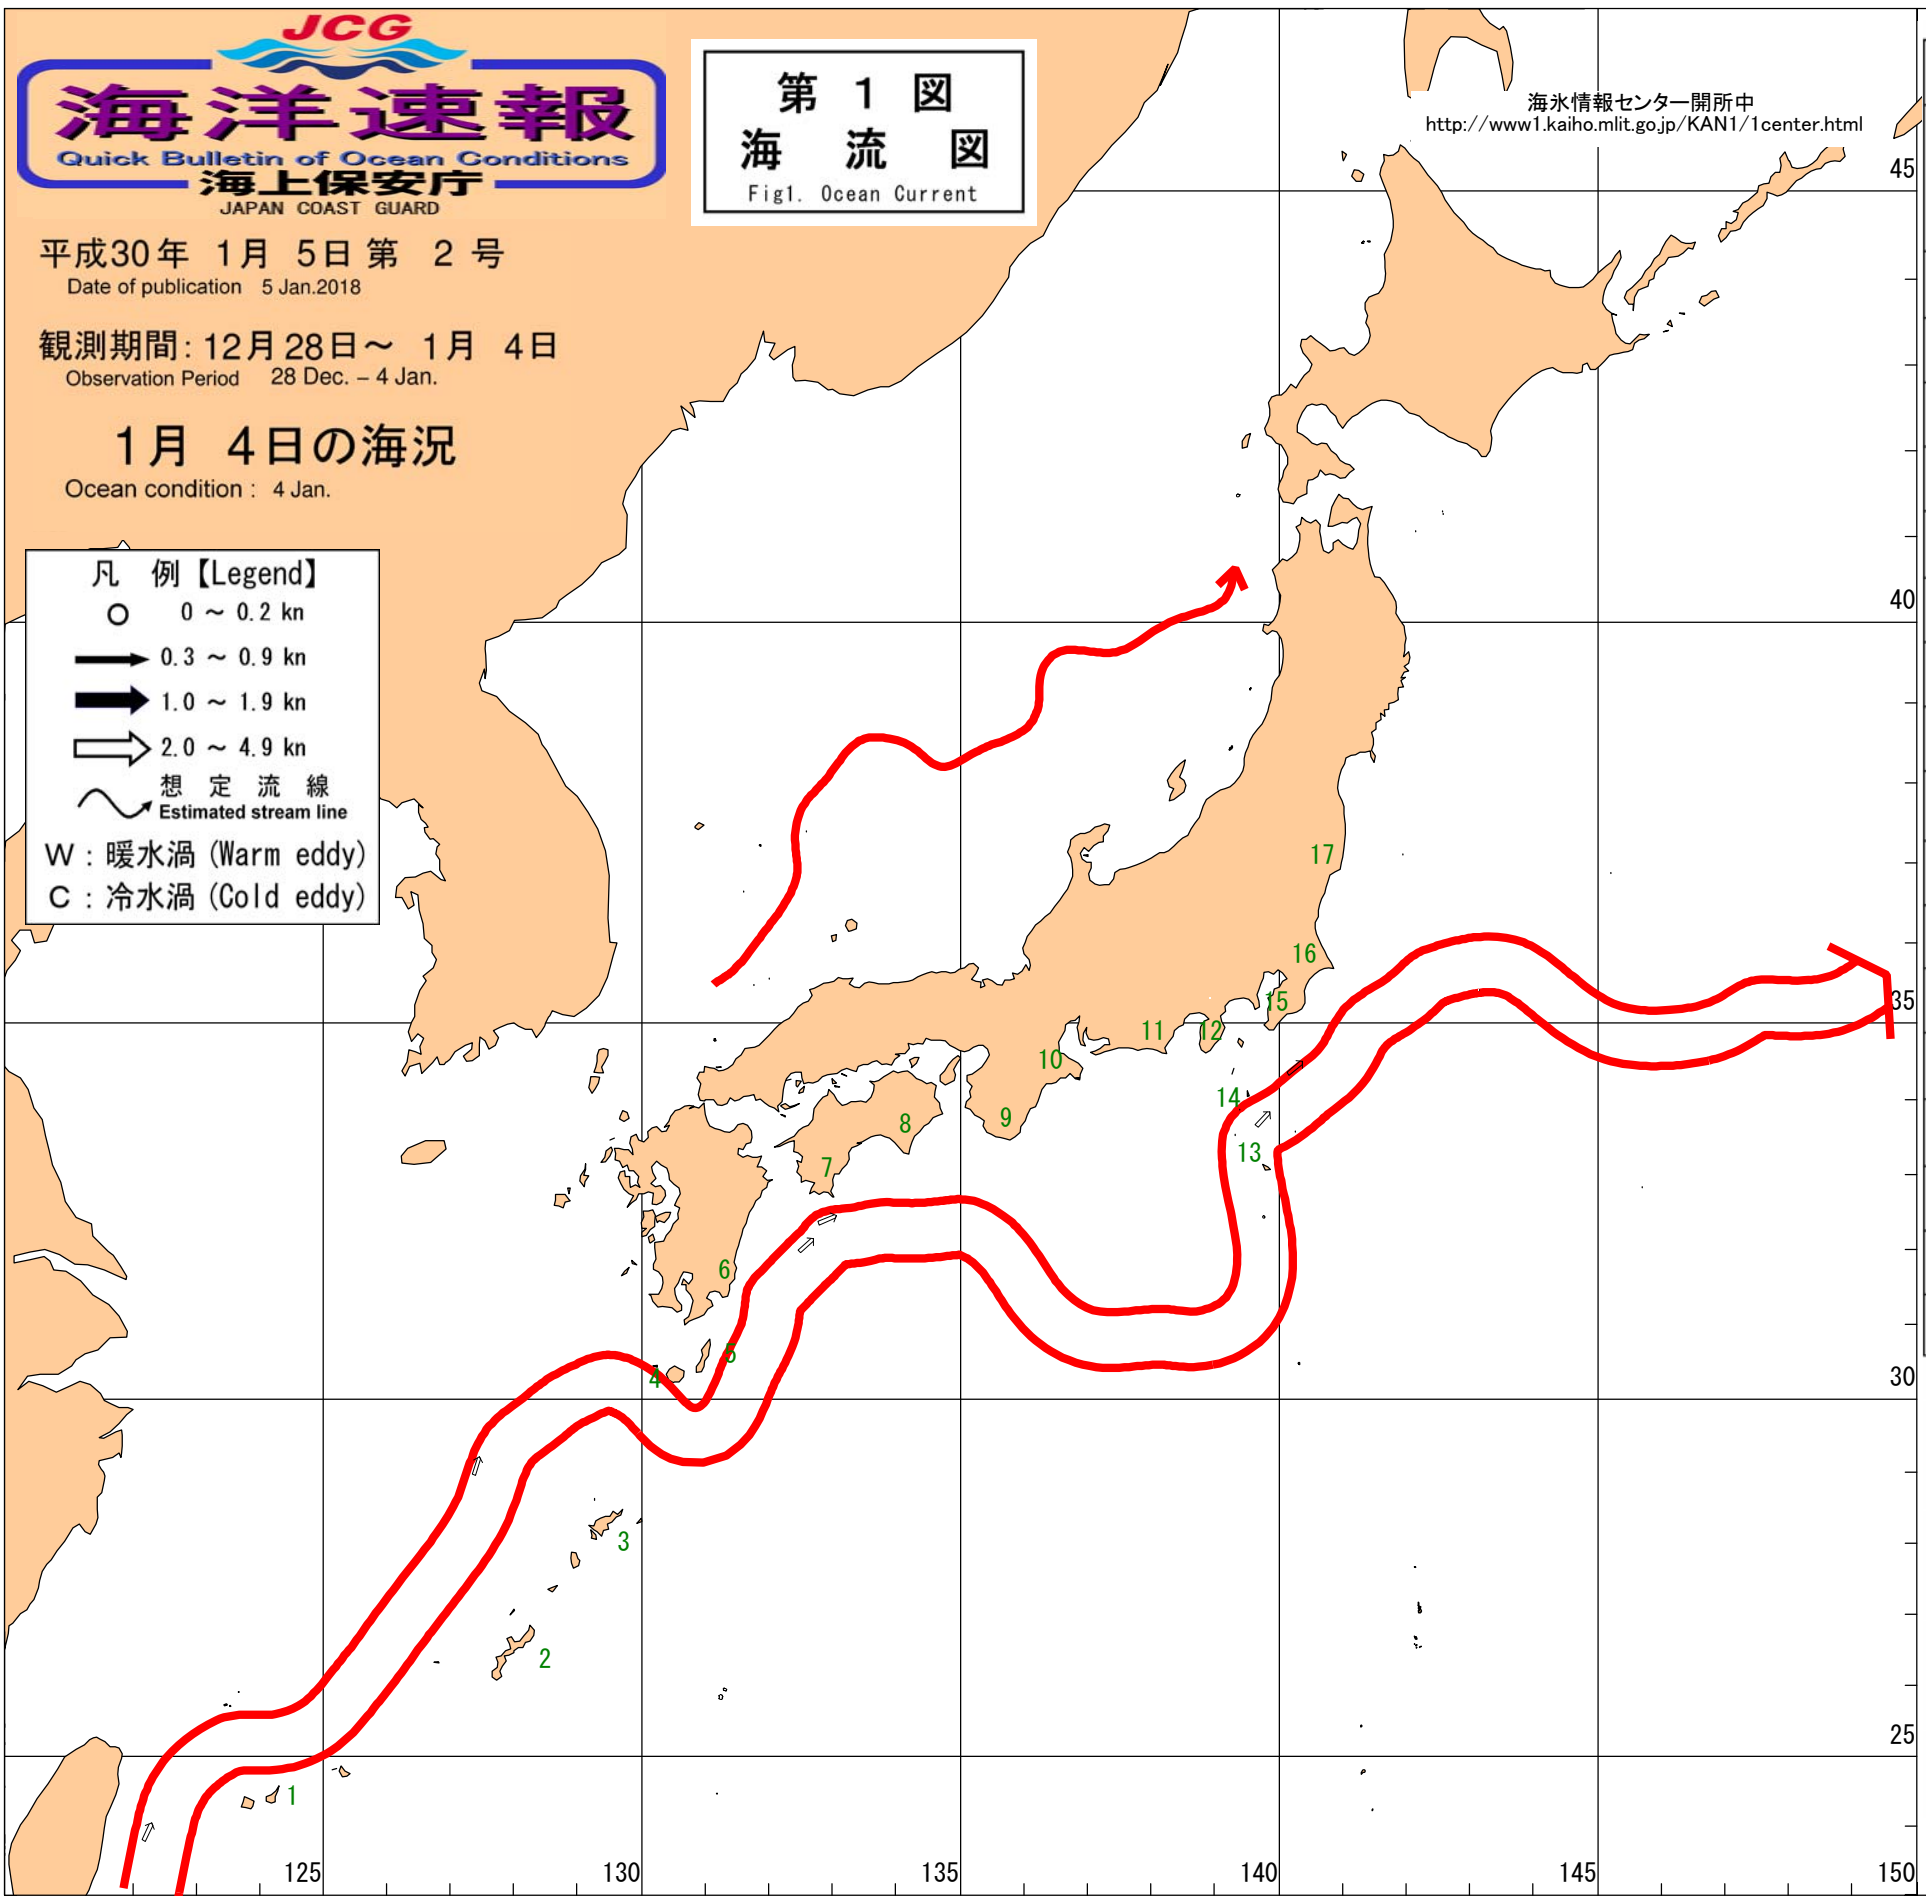 JCG
海洋速報
Quick Bulletin of Ocean Conditions
海上保安庁
JAPAN COAST GUARD
第 1 図
海 流 図
Fig1. Ocean Current
海氷情報センター開所中
http://www1.kaiho.mlit.go.jp/KAN1/1center.html
平成30年 1月 5日 第 2 号
Date of publication 5 Jan.2018
観測期間: 12月28日～ 1月 4日
Observation Period 28 Dec. – 4 Jan.
1月 4日の海況
Ocean condition : 4 Jan.
凡 例【Legend】
0 ～ 0.2 kn
0.3 ～ 0.9 kn
1.0 ～ 1.9 kn
2.0 ～ 4.9 kn
想 定 流 線
Estimated stream line
W : 暖水渦 (Warm eddy)
C : 冷水渦 (Cold eddy)
45
40
35
30
25
17
16
15
12
11
10
14
9
8
13
7
6
5
4
3
2
1
125
130
135
140
145
150